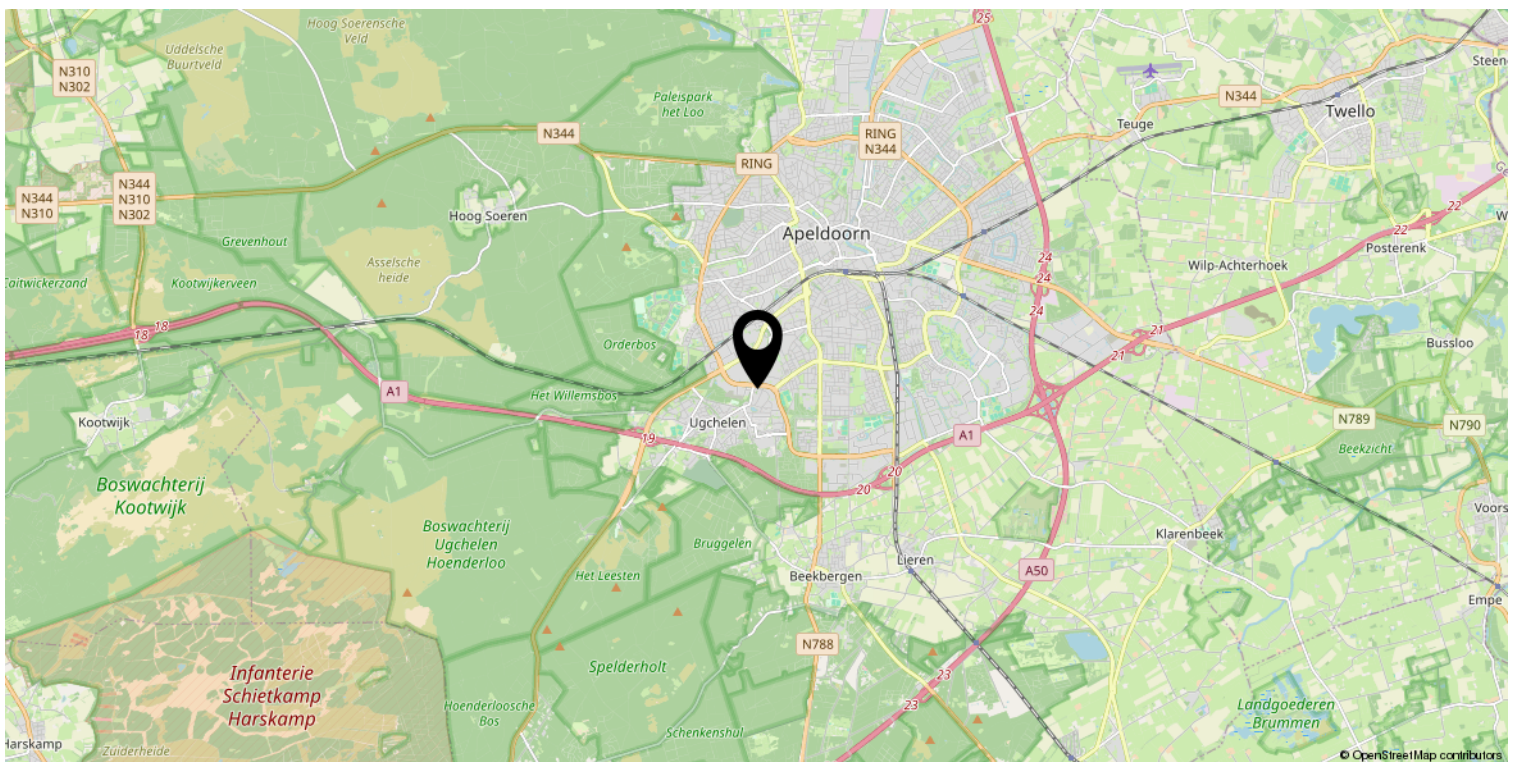 Hoog Soerensche
Veld
25
Uddelsche
Buurtveld
N310
N302
Paleispark
het Loo
N344
Twello
Teuge
N344
RING
N344
RING
N344
N310
N302
N344
N310
Hoog Soeren
22
22
Posterenk
Apeldoorn
Grevenhout
Asselsche
heide
Kootwijkerveen
24
24
24
Wilp-Achterhoek
18
18
21
21
Bussloo
Orderbos
A1
Het Willemsbos
Kootwijk
Ugchelen
19
A1
N789
N790
Beekzicht
20
20
Boswachterij
Kootwijk
Boswachterij
Ugchelen
Hoenderloo
Bruggelen
Klarenbeek
Voors
Lieren
Het Leesten
Beekbergen
A50
Empe
N788
Spelderholt
Infanterie
Schietkamp
Harskamp
23
23
Hoenderloosche
Bos
Landgoederen
Brummen
Schenkenshul
Harskamp
Zuiderheide
© OpenStreetMap contributors